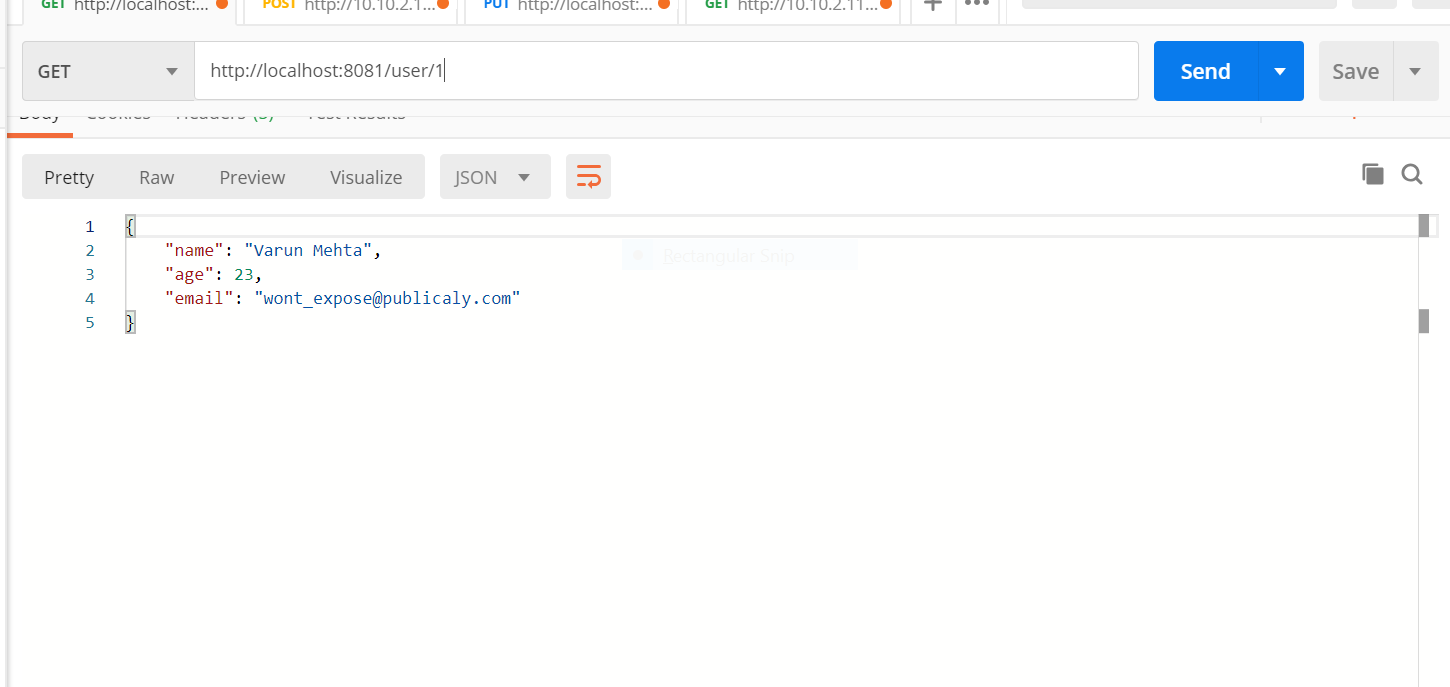 GET http://localhost:... POST http://10.10.2.1... PUT http://localhost:... GET http://10.10.2.11... + •••
GET http://localhost:8081/user/1 Send Save
Body Cookies Headers (5) Test Results
Pretty Raw Preview Visualize JSON
1 {
2 "name": "Varun Mehta",
Rectangular Snip
3 "age": 23,
4 "email": "wont_expose@publicaly.com"
5 }